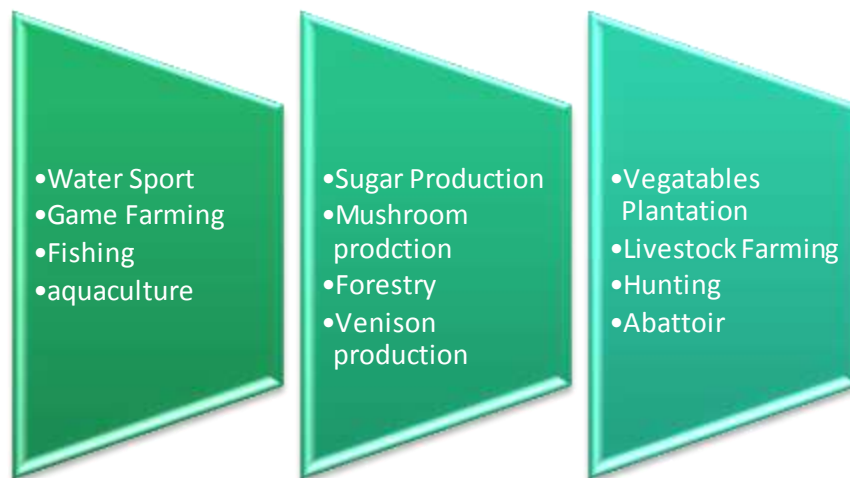 •Water Sport
•Game Farming
•Fishing
•aquaculture
•Sugar Production
•Mushroom
prodction
•Forestry
•Venison
production
•Vegatables
Plantation
•Livestock Farming
•Hunting
•Abattoir